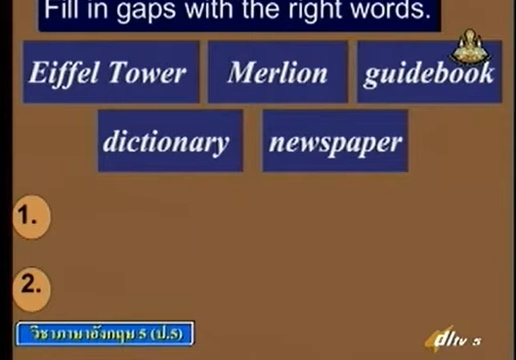 Fill in gaps with the right words.
Eiffel Tower Merlion guidebook
dictionary newspaper
1.
2.
วิชาภาษาอังกฤษ 5 (ป.5)
dltv 5